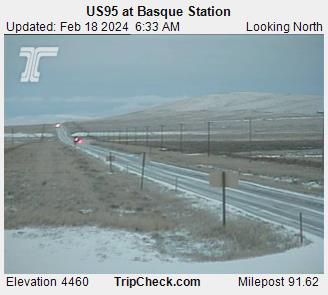 US95 at Basque Station
Updated: Feb 18 2024 6:33 AM Looking North
Elevation 4460 TripCheck.com Milepost 91.62